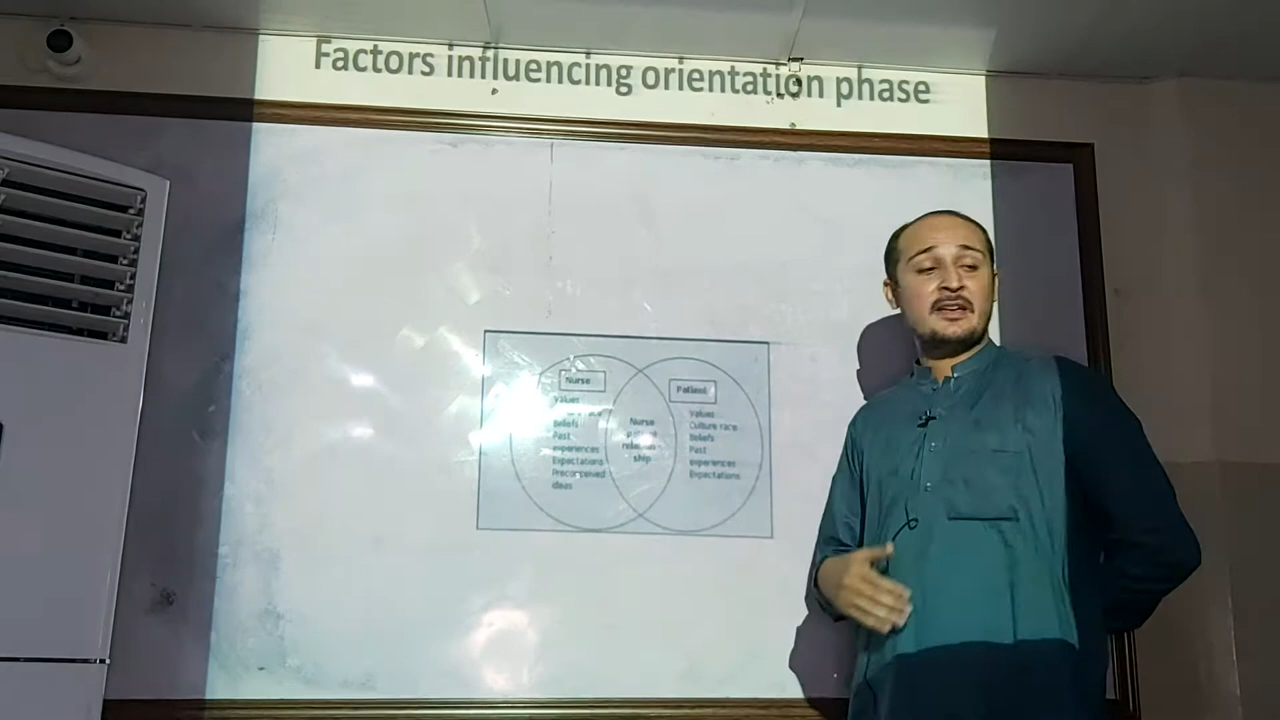 Factors influencing orientation phase
Nurse
Values
Beliefs
Past
experiences
Expectations
Preconceived
ideas
Nurse
ship
Patient
Values
Culture race
Beliefs
Past
experiences
Expectations